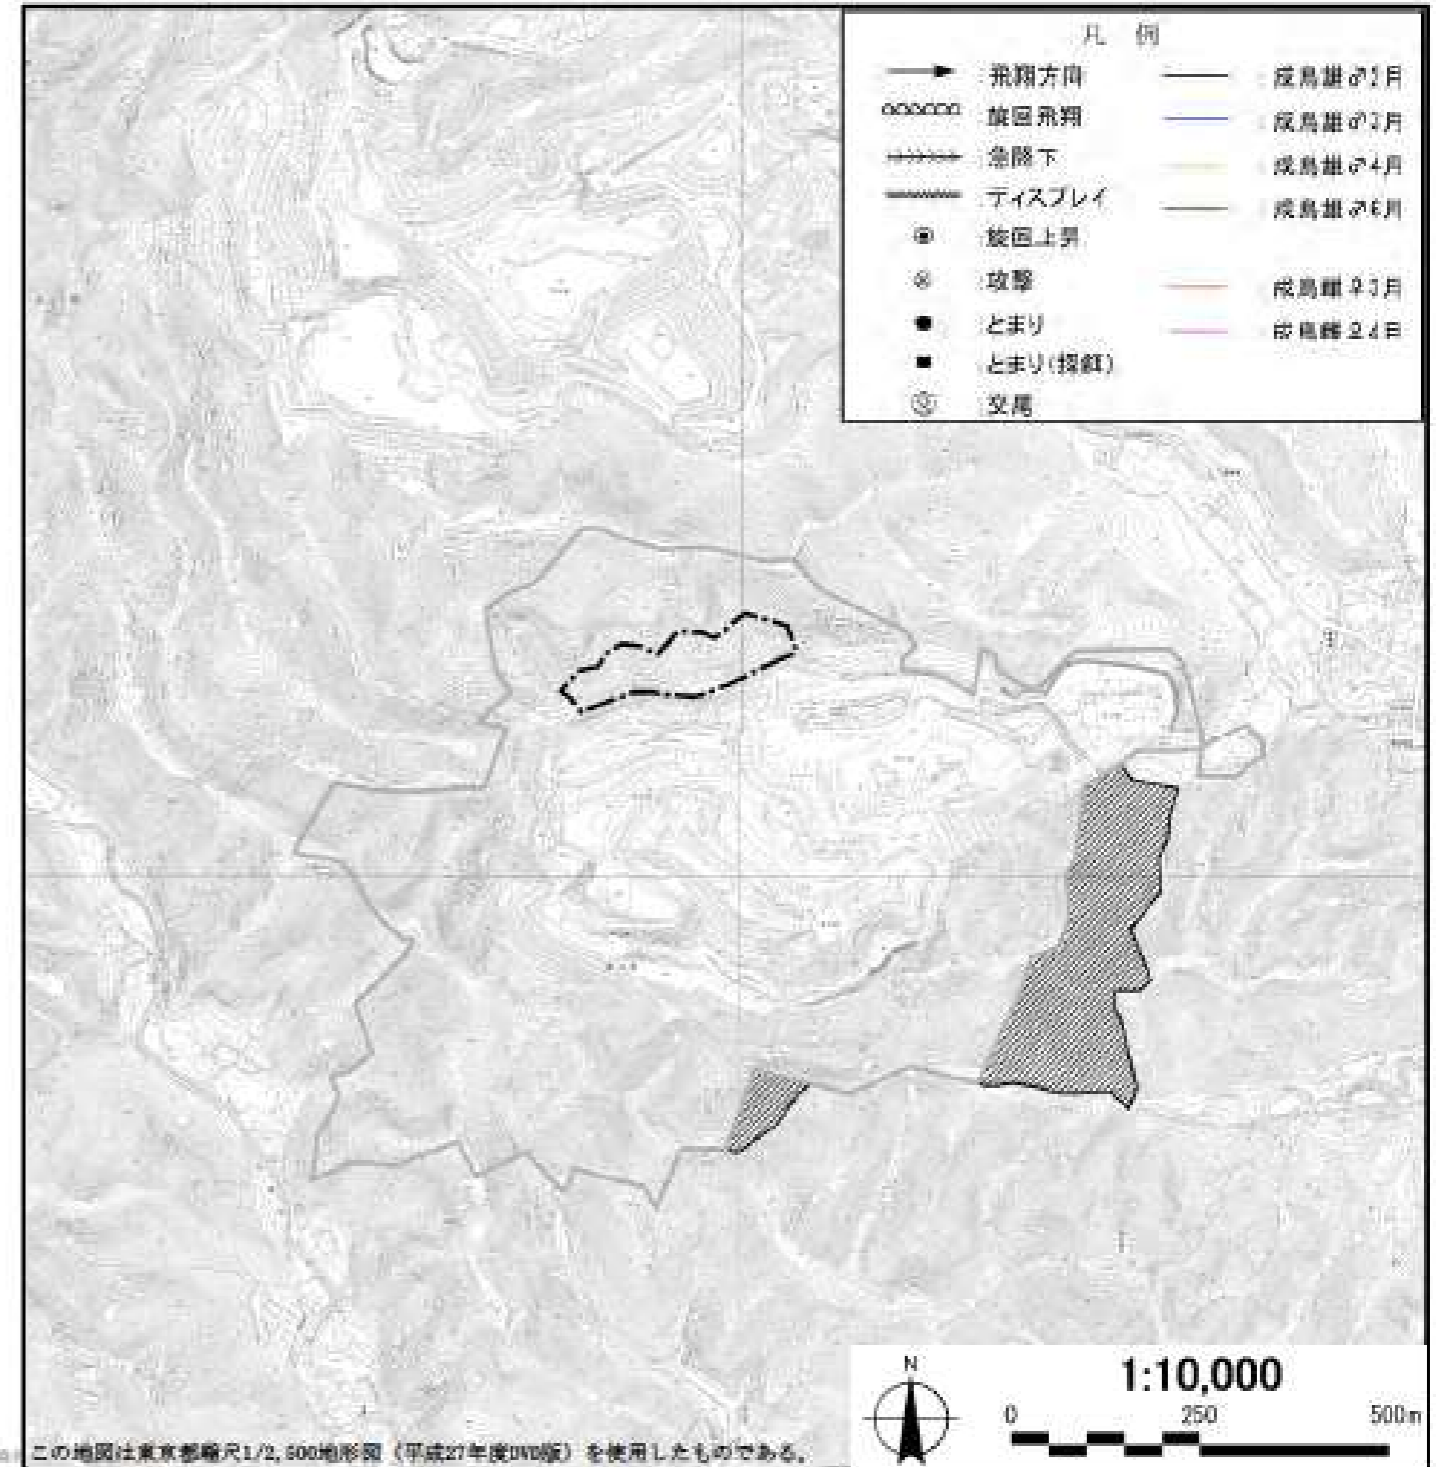 凡 例
飛翔方向
旋回飛翔
急降下
ディスプレイ
旋回上昇
攻撃
とまり
とまり(探餌)
交尾
成鳥雄♂2月
成鳥雄♂3月
成鳥雄♂4月
成鳥雄♂6月
成鳥雌♀3月
成鳥雌♀4月
N
1:10,000
0 250 500m
この地図は東京都縮尺1/2,500地形図（平成27年度DVD版）を使用したものである。